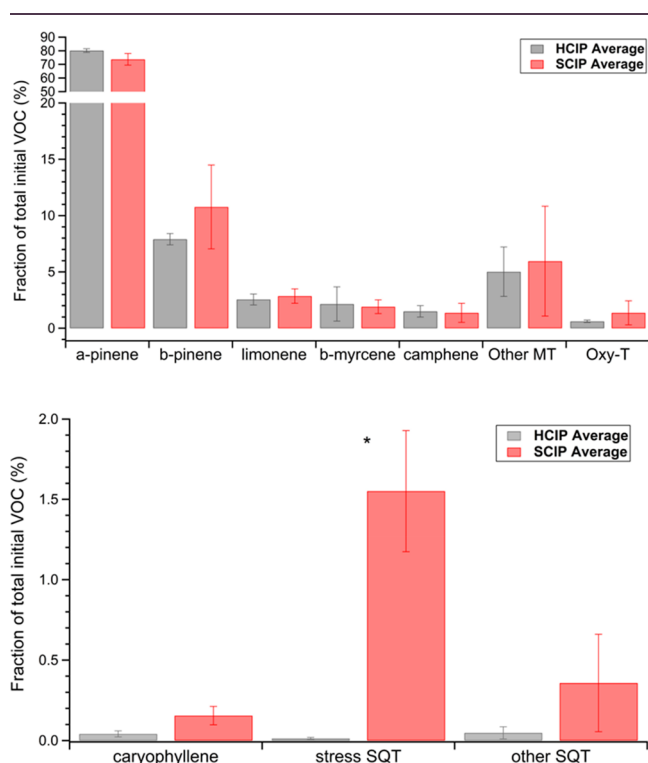 90
80
70
60
50
20
15
10
5
0
Fraction of total initial VOC (%)
HCIP Average
SCIP Average
a-pinene b-pinene limonene b-myrcene camphene Other MT Oxy-T
2.0
1.5
1.0
0.5
0.0
Fraction of total initial VOC (%)
*
HCIP Average
SCIP Average
caryophyllene stress SQT other SQT